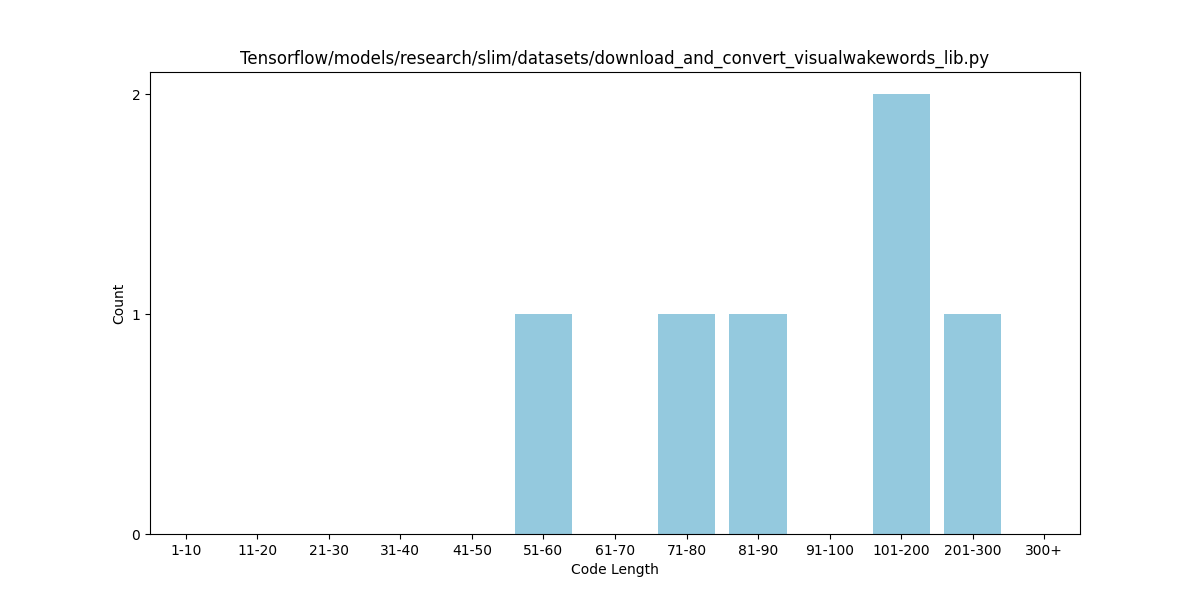 Tensorflow/models/research/slim/datasets/download_and_convert_visualwakewords_lib.py
2
1
0
Count
1-10 11-20 21-30 31-40 41-50 51-60 61-70 71-80 81-90 91-100 101-200 201-300 300+
Code Length